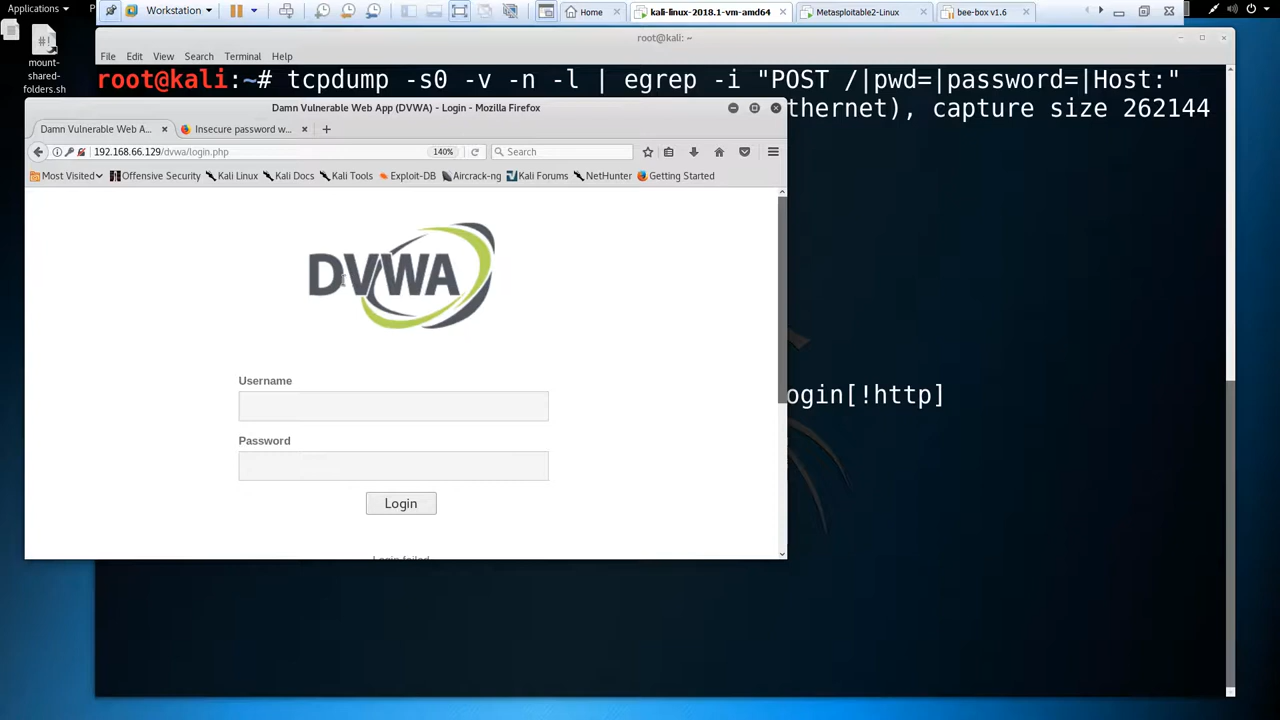 Applications
P
Workstation
Home
kali-linux-2018.1-vm-amd64
Metasploitable2-Linux
bee-box v1.6
#!
mount-
shared-
folders.sh
root@kali: ~
File Edit View Search Terminal Help
root@kali:~# tcpdump -s0 -v -n -l | egrep -i "POST /|pwd=|password=|Host:"
thernet), capture size 262144
Damn Vulnerable Web App (DVWA) - Login - Mozilla Firefox
Damn Vulnerable Web A...
Insecure password w...
192.168.66.129/dvwa/login.php
140%
Search
Most Visited
Offensive Security
Kali Linux
Kali Docs
Kali Tools
Exploit-DB
Aircrack-ng
Kali Forums
NetHunter
Getting Started
DVWA
Username
ogin[!http]
Password
Login
Login failed